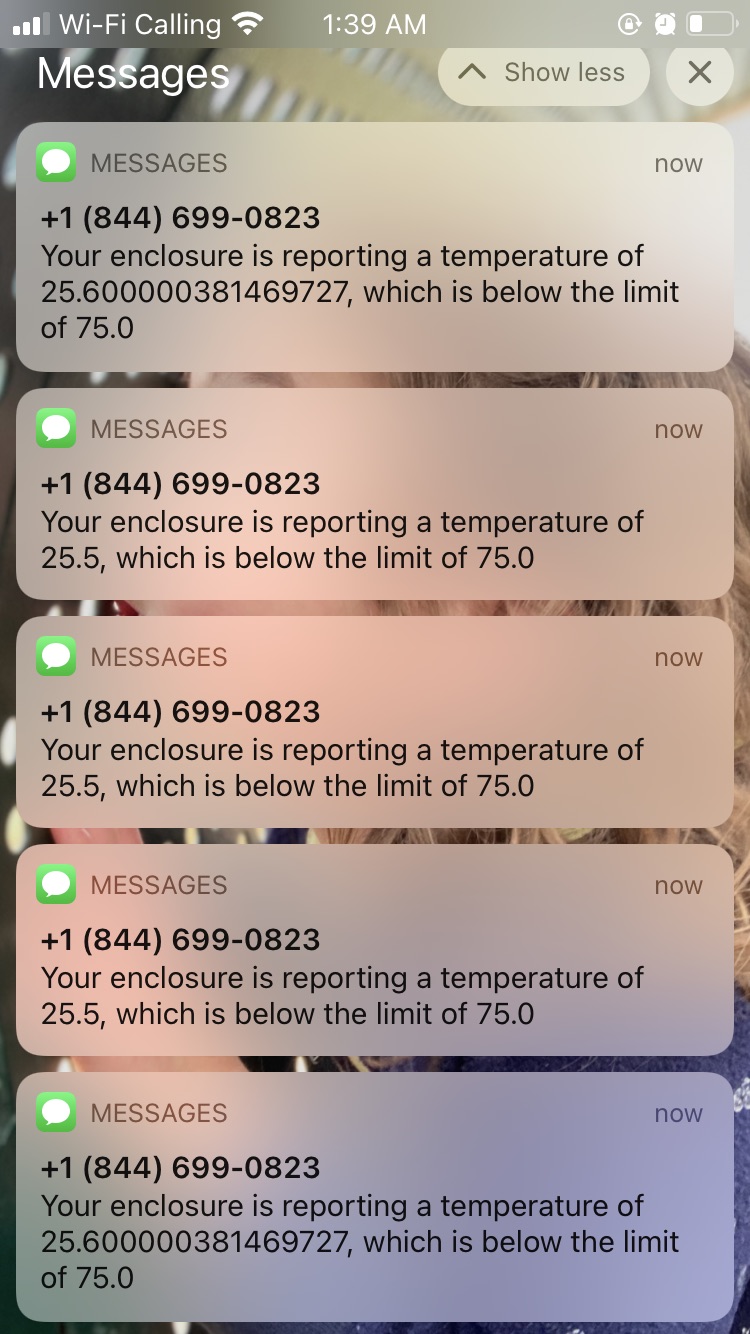 Wi-Fi Calling 1:39 AM
Messages
Show less
MESSAGES now
+1 (844) 699-0823
Your enclosure is reporting a temperature of
25.600000381469727, which is below the limit
of 75.0
MESSAGES now
+1 (844) 699-0823
Your enclosure is reporting a temperature of
25.5, which is below the limit of 75.0
MESSAGES now
+1 (844) 699-0823
Your enclosure is reporting a temperature of
25.5, which is below the limit of 75.0
MESSAGES now
+1 (844) 699-0823
Your enclosure is reporting a temperature of
25.5, which is below the limit of 75.0
MESSAGES now
+1 (844) 699-0823
Your enclosure is reporting a temperature of
25.600000381469727, which is below the limit
of 75.0